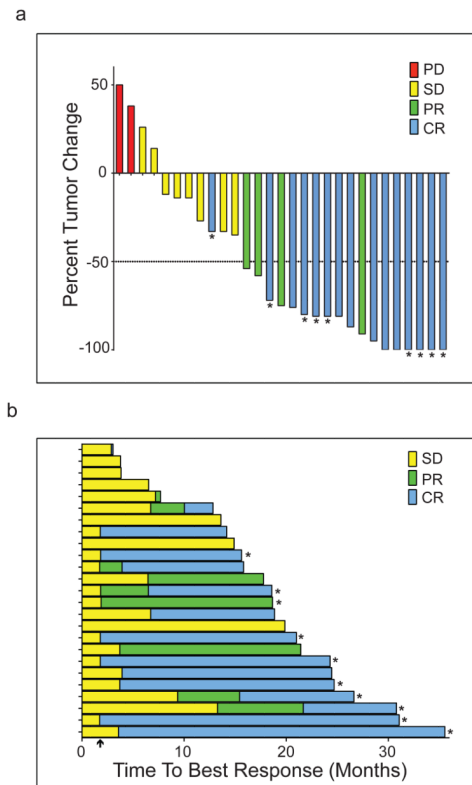 a
PD
SD
PR
CR
Percent Tumor Change
50
0
-50
-100
* * * * * * * * *
b
SD
PR
CR
*
*
*
*
*
*
*
*
*
*
0 10 20 30
Time To Best Response (Months)